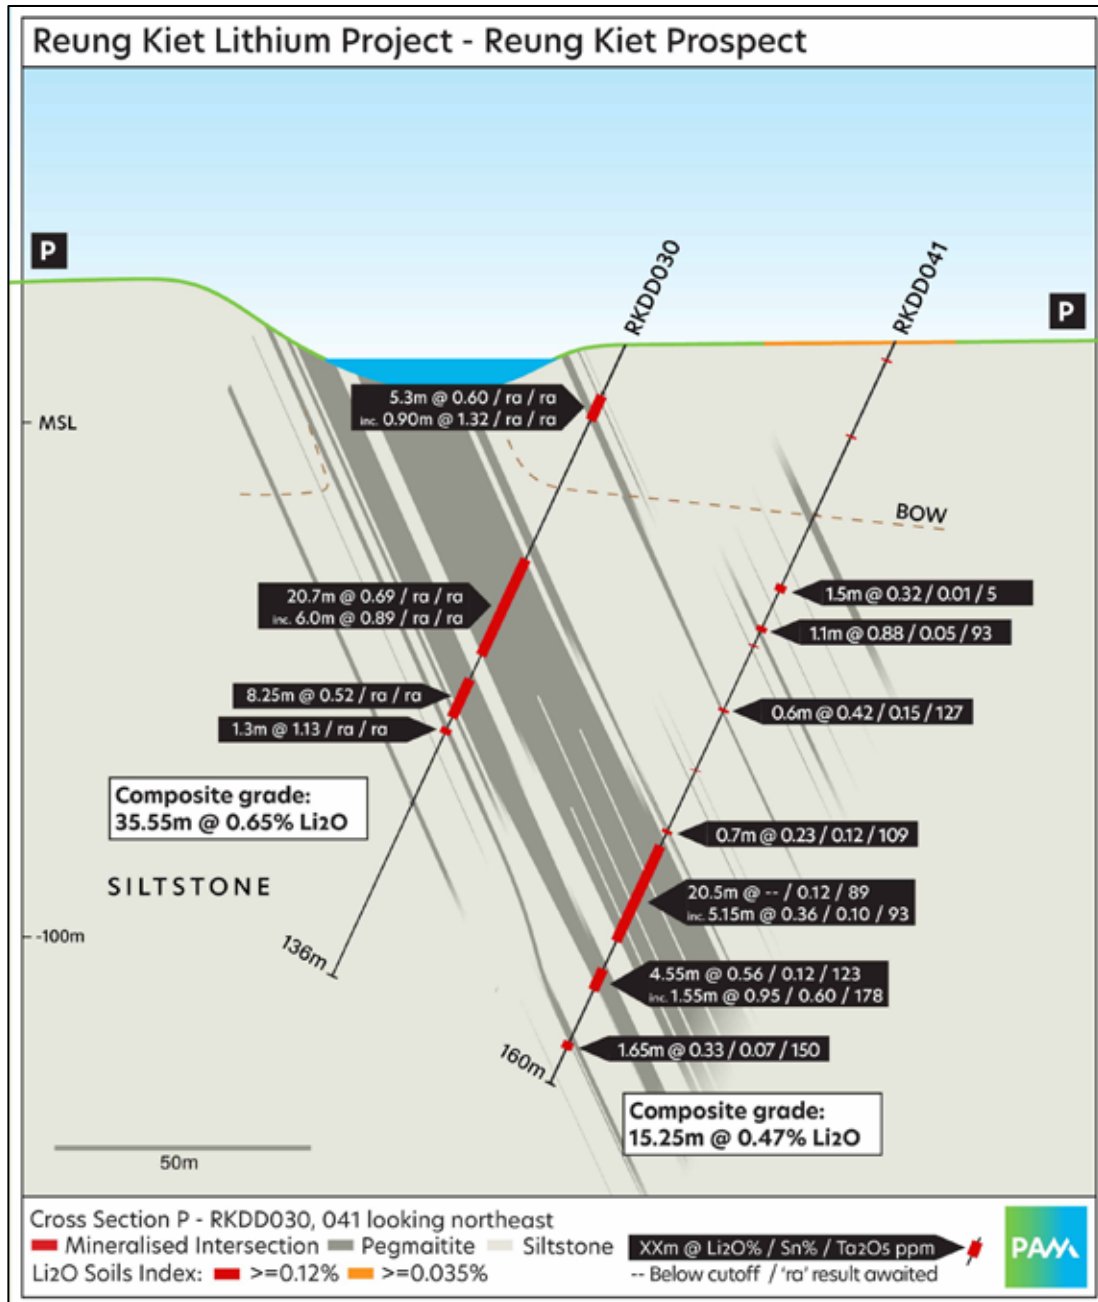 Reung Kiet Lithium Project - Reung Kiet Prospect
P
RKDD030
RKDD041
P
5.3m @ 0.60 / ra / ra
inc. 0.90m @ 1.32 / ra / ra
MSL
BOW
20.7m @ 0.69 / ra / ra
inc. 6.0m @ 0.89 / ra / ra
1.5m @ 0.32 / 0.01 / 5
1.1m @ 0.88 / 0.05 / 93
8.25m @ 0.52 / ra / ra
1.3m @ 1.13 / ra / ra
0.6m @ 0.42 / 0.15 / 127
Composite grade:
35.55m @ 0.65% Li2O
0.7m @ 0.23 / 0.12 / 109
SILTSTONE
20.5m @ -- / 0.12 / 89
inc. 5.15m @ 0.36 / 0.10 / 93
-100m
136m
4.55m @ 0.56 / 0.12 / 123
inc. 1.55m @ 0.95 / 0.60 / 178
1.65m @ 0.33 / 0.07 / 150
160m
Composite grade:
15.25m @ 0.47% Li2O
50m
Cross Section P - RKDD030, 041 looking northeast
Mineralised Intersection Pegmaitite Siltstone
Li2O Soils Index: >=0.12% >=0.035%
XXm @ Li2O% / Sn% / Ta2O5 ppm
-- Below cutoff / 'ra' result awaited
PAM